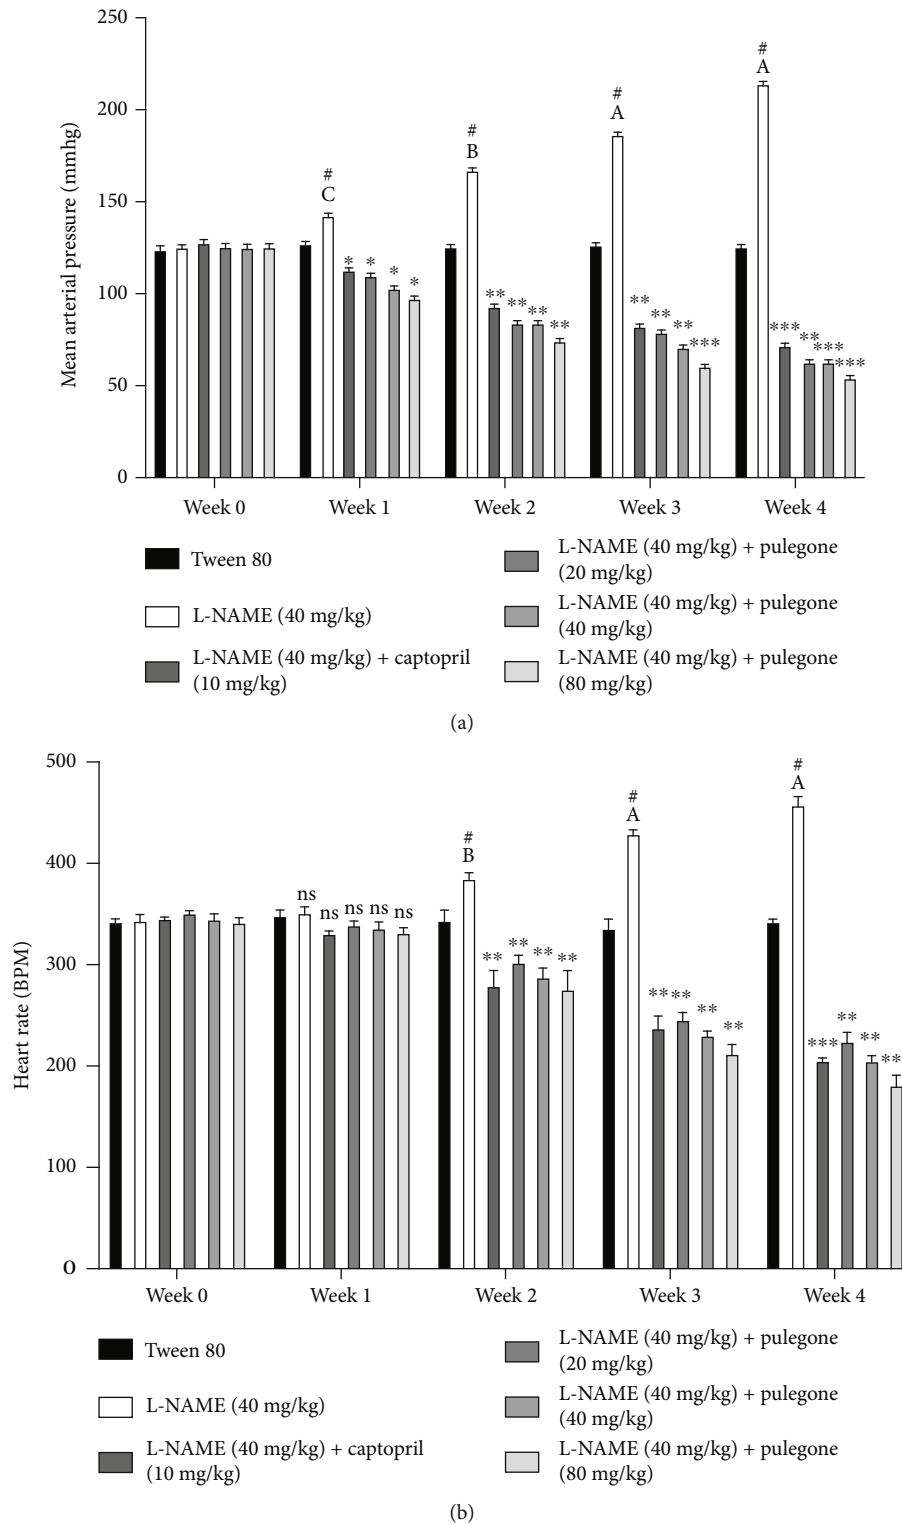 (a)
Mean arterial pressure (mmhg)
250
200
150
100
50
0
#
C
* * * *
#
B
** ** ** **
#
A
** ** ** ***
#
A
*** ** *** ***
Week 0 Week 1 Week 2 Week 3 Week 4
Tween 80
L-NAME (40 mg/kg)
L-NAME (40 mg/kg) + captopril
(10 mg/kg)
L-NAME (40 mg/kg) + pulegone
(20 mg/kg)
L-NAME (40 mg/kg) + pulegone
(40 mg/kg)
L-NAME (40 mg/kg) + pulegone
(80 mg/kg)
(a)
Heart rate (BPM)
500
400
300
200
100
0
ns ns ns ns ns
#
B
** ** ** **
#
A
** ** ** **
#
A
*** ** ** **
Week 0 Week 1 Week 2 Week 3 Week 4
Tween 80
L-NAME (40 mg/kg)
L-NAME (40 mg/kg) + captopril
(10 mg/kg)
L-NAME (40 mg/kg) + pulegone
(20 mg/kg)
L-NAME (40 mg/kg) + pulegone
(40 mg/kg)
L-NAME (40 mg/kg) + pulegone
(80 mg/kg)
(b)